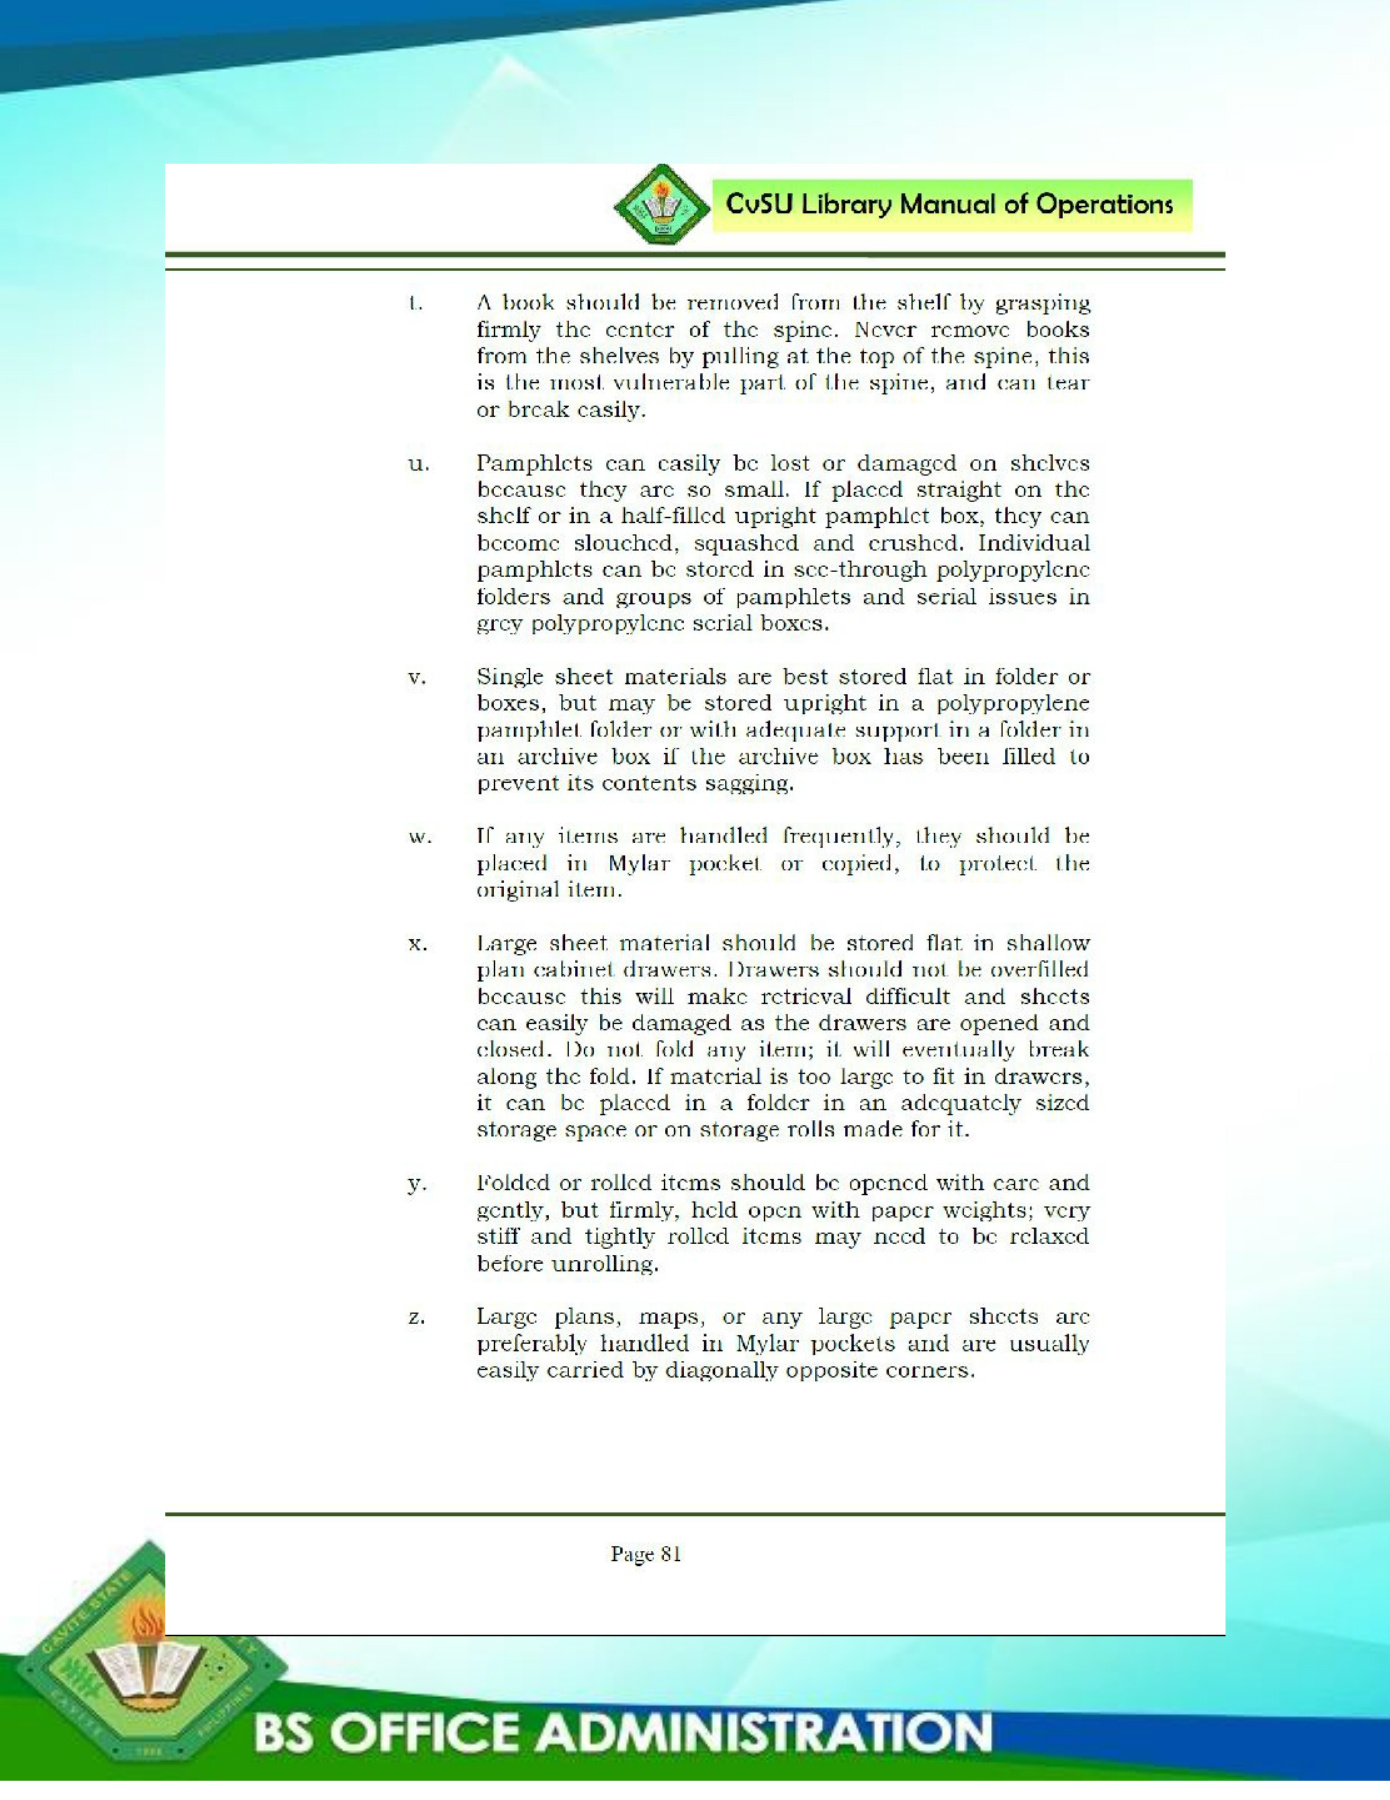 CvSU Library Manual of Operations
t. A book should be removed from the shelf by grasping
firmly the center of the spine. Never remove books
from the shelves by pulling at the top of the spine, this
is the most vulnerable part of the spine, and can tear
or break easily.
u. Pamphlets can easily be lost or damaged on shelves
because they are so small. If placed straight on the
shelf or in a half-filled upright pamphlet box, they can
become slouched, squashed and crushed. Individual
pamphlets can be stored in see-through polypropylene
folders and groups of pamphlets and serial issues in
grey polypropylene serial boxes.
v. Single sheet materials are best stored flat in folder or
boxes, but may be stored upright in a polypropylene
pamphlet folder or with adequate support in a folder in
an archive box if the archive box has been filled to
prevent its contents sagging.
w. If any items are handled frequently, they should be
placed in Mylar pocket or copied, to protect the
original item.
x. Large sheet material should be stored flat in shallow
plan cabinet drawers. Drawers should not be overfilled
because this will make retrieval difficult and sheets
can easily be damaged as the drawers are opened and
closed. Do not fold any item; it will eventually break
along the fold. If material is too large to fit in drawers,
it can be placed in a folder in an adequately sized
storage space or on storage rolls made for it.
y. Folded or rolled items should be opened with care and
gently, but firmly, held open with paper weights; very
stiff and tightly rolled items may need to be relaxed
before unrolling.
z. Large plans, maps, or any large paper sheets are
preferably handled in Mylar pockets and are usually
easily carried by diagonally opposite corners.
Page 81
CAVITE STATE
CAVITE
PHILIPPINES
BS OFFICE ADMINISTRATION